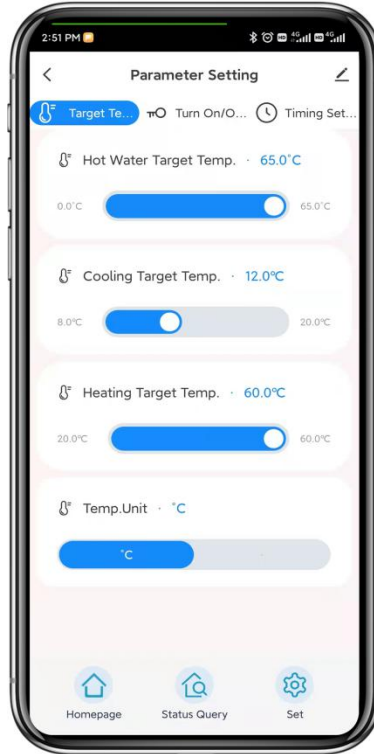 2:51 PM
4G 4G
Parameter Setting
Target Te... Turn On/O... Timing Set...
Hot Water Target Temp. · 65.0°C
0.0°C 65.0°C
Cooling Target Temp. · 12.0℃
8.0℃ 20.0℃
Heating Target Temp. · 60.0℃
20.0℃ 60.0℃
Temp.Unit · °C
°C
Homepage Status Query Set